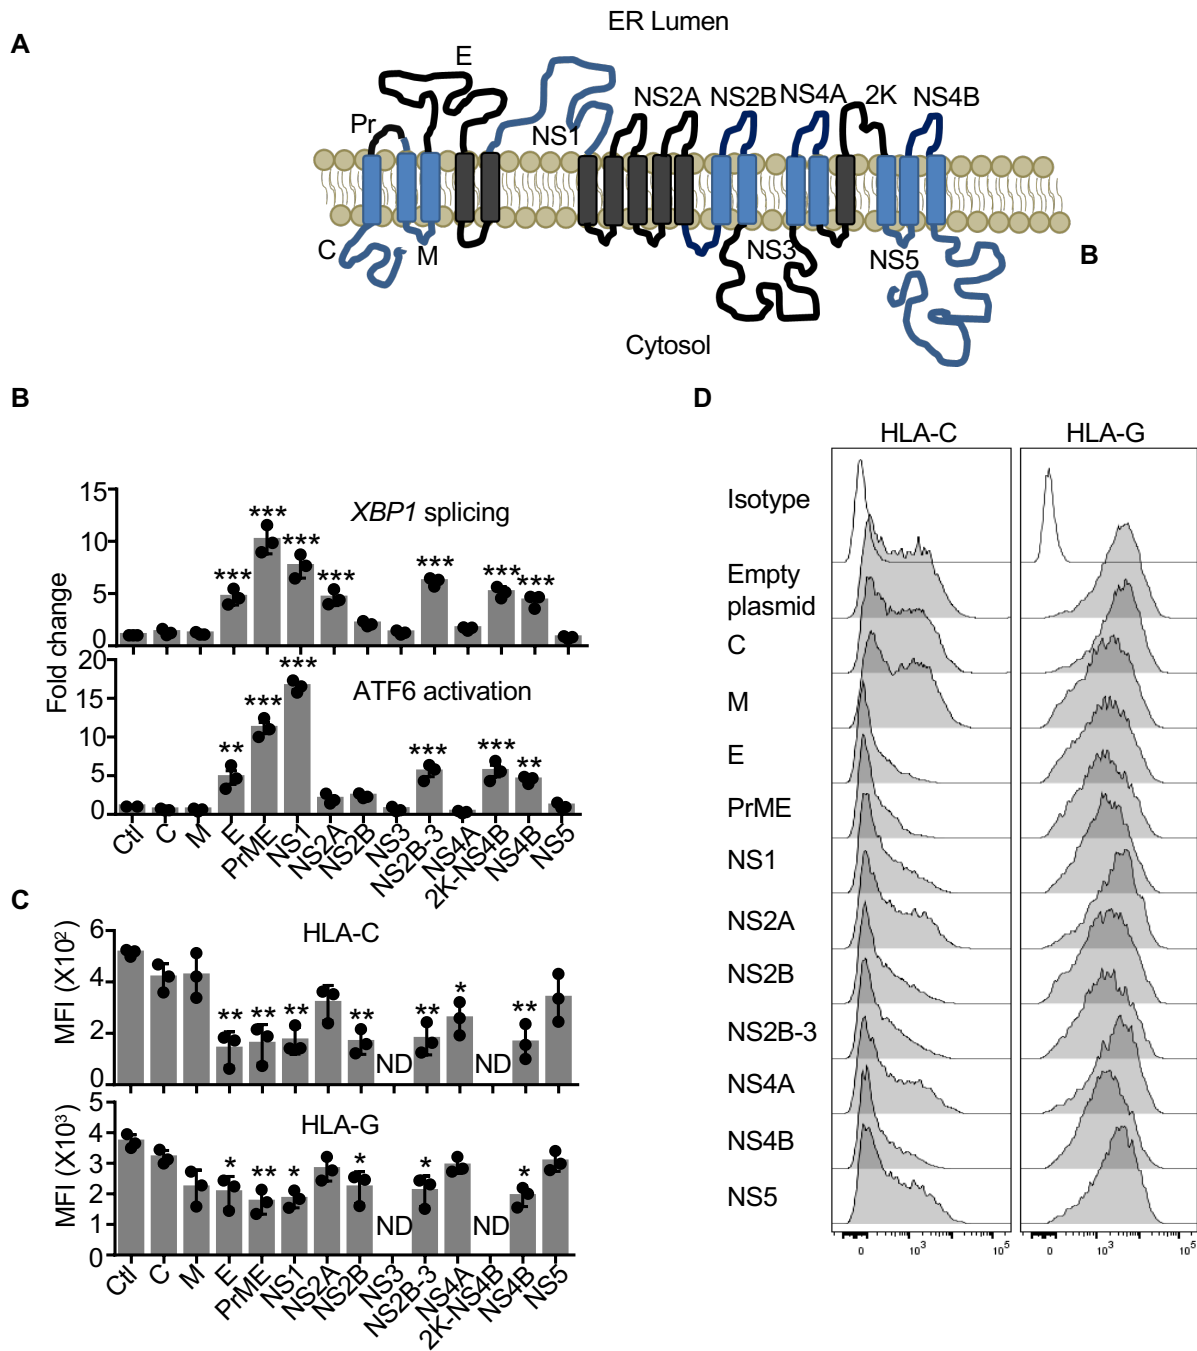 A
ER Lumen
E
Pr
NS1
NS2A
NS2B
NS4A
2K
NS4B
C
M
NS3
NS5
B
Cytosol
B
15
10
5
0
XBP1 splicing
*** *** *** *** *** *** ***
Fold change
20
15
10
5
0
ATF6 activation
** *** *** *** *** **
Ctl
C
M
E
PrME
NS1
NS2A
NS2B
NS3
NS2B-3
NS4A
2K-NS4B
NS4B
NS5
C
HLA-C
MFI (X10²)
6
4
2
0
** ** ** ** ND ** * ND **
HLA-G
MFI (X10³)
5
4
3
2
1
0
* ** * * ND * ND *
Ctl
C
M
E
PrME
NS1
NS2A
NS2B
NS3
NS2B-3
NS4A
2K-NS4B
NS4B
NS5
D
HLA-C
HLA-G
Isotype
Empty
plasmid
C
M
E
PrME
NS1
NS2A
NS2B
NS2B-3
NS4A
NS4B
NS5
0 10³ 10⁵
0 10³ 10⁵